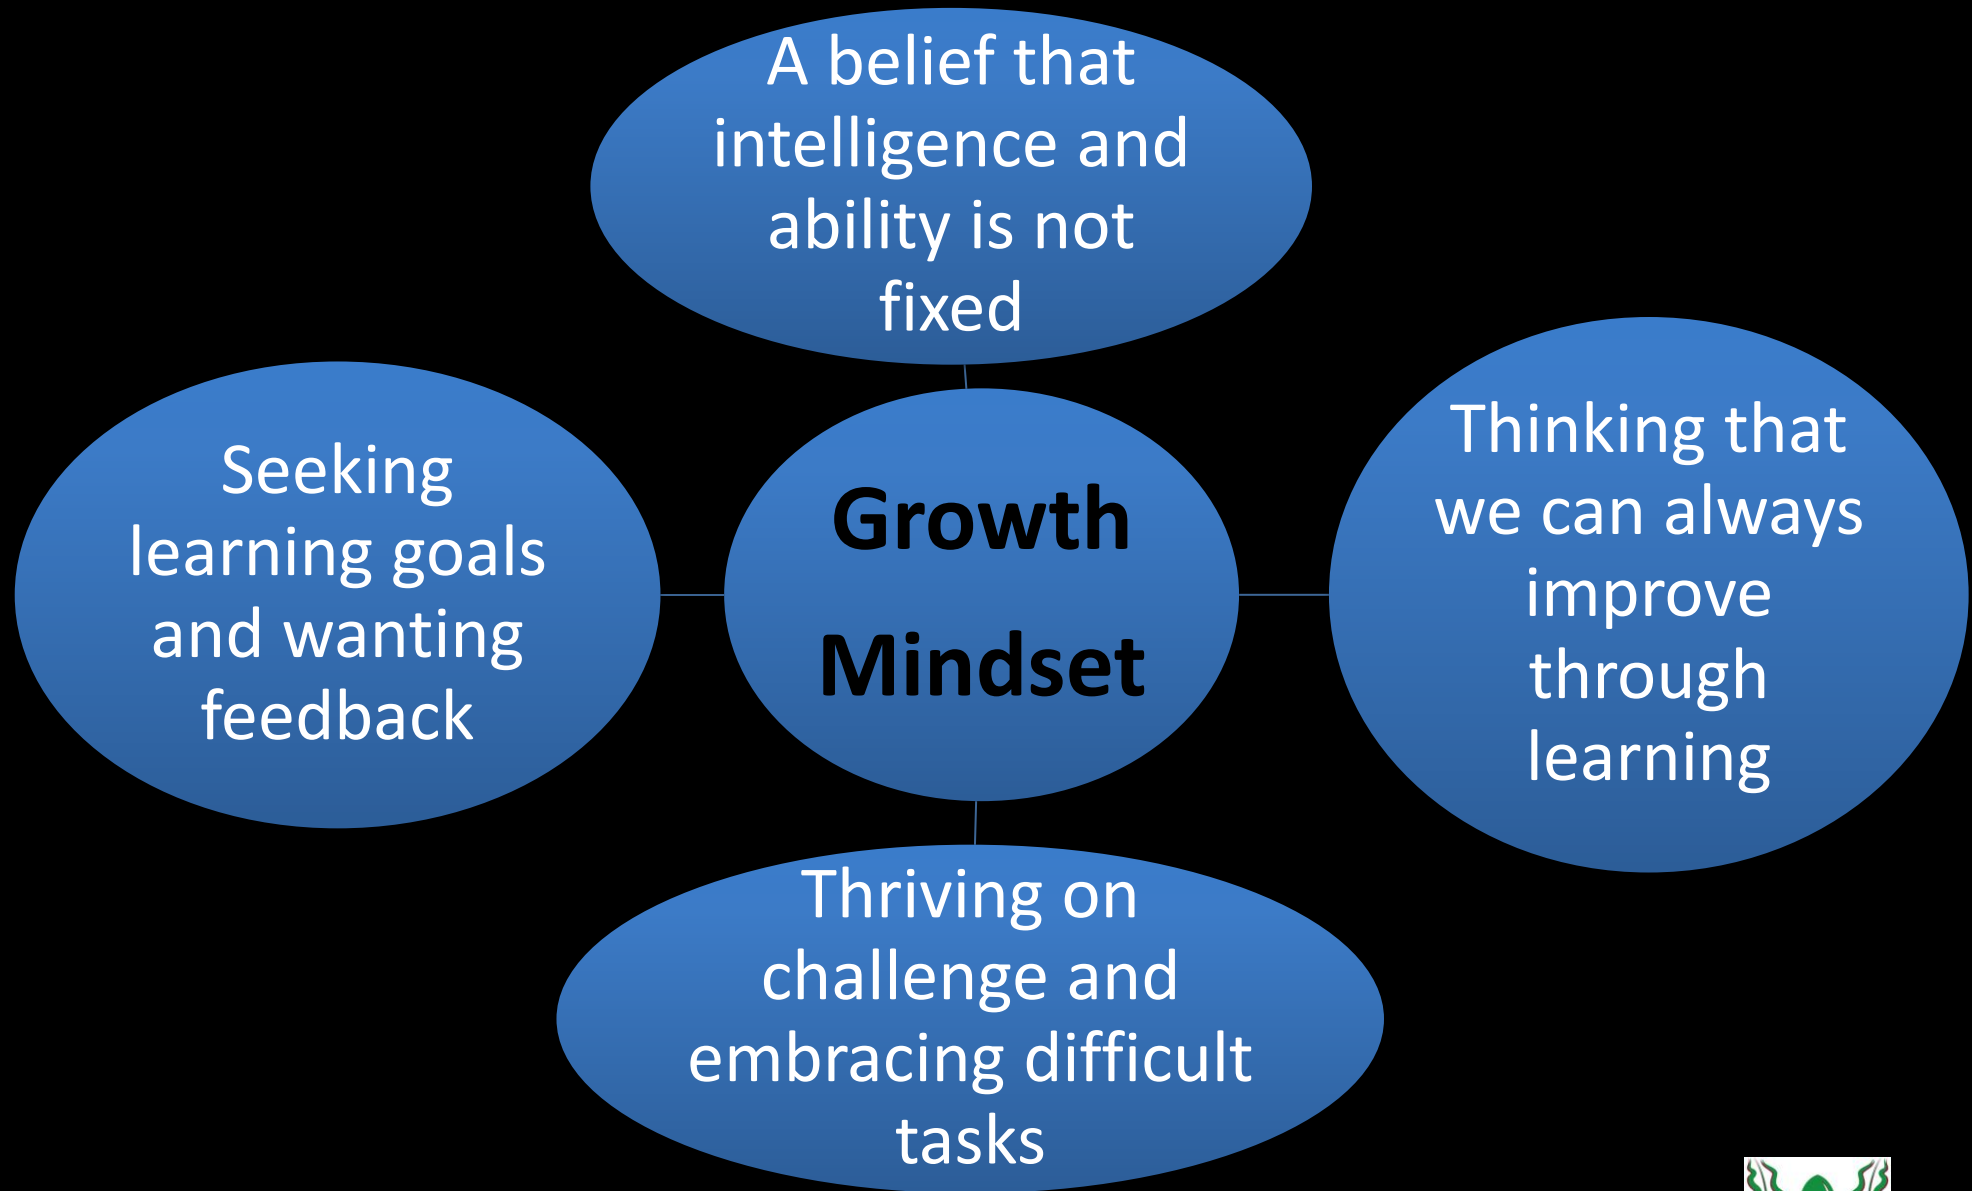 A belief that
intelligence and
ability is not
fixed
Seeking
learning goals
and wanting
feedback
Growth
Mindset
Thinking that
we can always
improve
through
learning
Thriving on
challenge and
embracing difficult
tasks